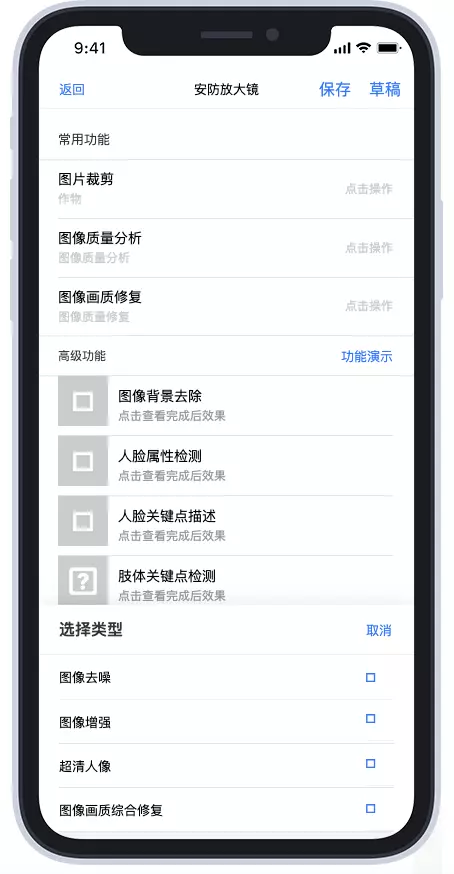 9:41
返回 安防放大镜 保存 草稿
常用功能
图片裁剪
作物
点击操作
图像质量分析
图像质量分析
点击操作
图像画质修复
图像质量修复
点击操作
高级功能 功能演示
图像背景去除
点击查看完成后效果
人脸属性检测
点击查看完成后效果
人脸关键点描述
点击查看完成后效果
?
肢体关键点检测
点击查看完成后效果
选择类型 取消
图像去噪
图像增强
超清人像
图像画质综合修复